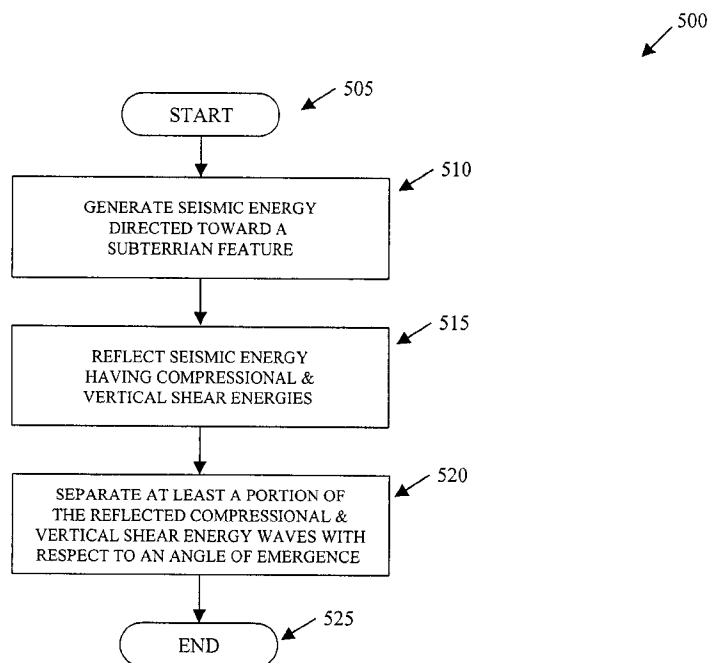 500
START
505
510
GENERATE SEISMIC ENERGY
DIRECTED TOWARD A
SUBTERRIAN FEATURE
515
REFLECT SEISMIC ENERGY
HAVING COMPRESSIONAL &
VERTICAL SHEAR ENERGIES
520
SEPARATE AT LEAST A PORTION OF
THE REFLECTED COMPRESSIONAL &
VERTICAL SHEAR ENERGY WAVES WITH
RESPECT TO AN ANGLE OF EMERGENCE
525
END